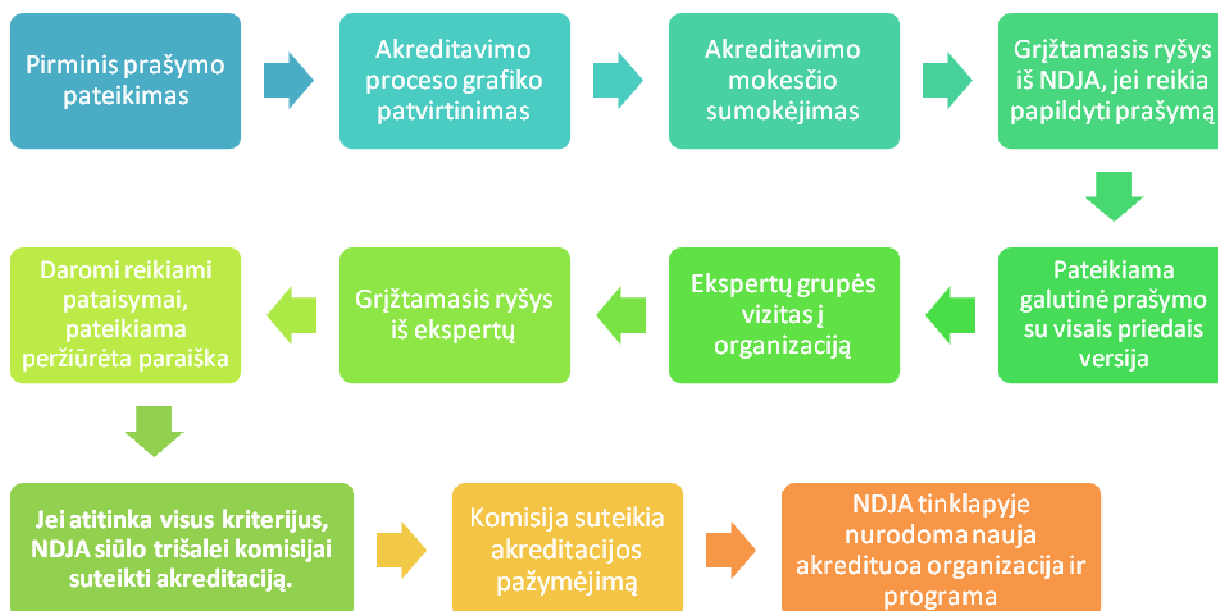 Pirminis prašymo
pateikimas
Akreditavimo
proceso grafiko
patvirtinimas
Akreditavimo
mokesčio
sumokėjimas
Grįžtamasis ryšys
iš NDJA, jei reikia
papildyti prašymą
Pateikiama
galutinė prašymo
su visais priedais
versija
Ekspertų grupės
vizitas į
organizaciją
Grįžtamasis ryšys
iš ekspertų
Daromi reikiami
pataisymai,
pateikiama
peržiūrėta paraiška
Jei atitinka visus kriterijus,
NDJA siūlo trišalei komisijai
suteikti akreditaciją.
Komisija suteikia
akreditacijos
pažymėjimą
NDJA tinklapyje
nurodoma nauja
akredituoa organizacija ir
programa